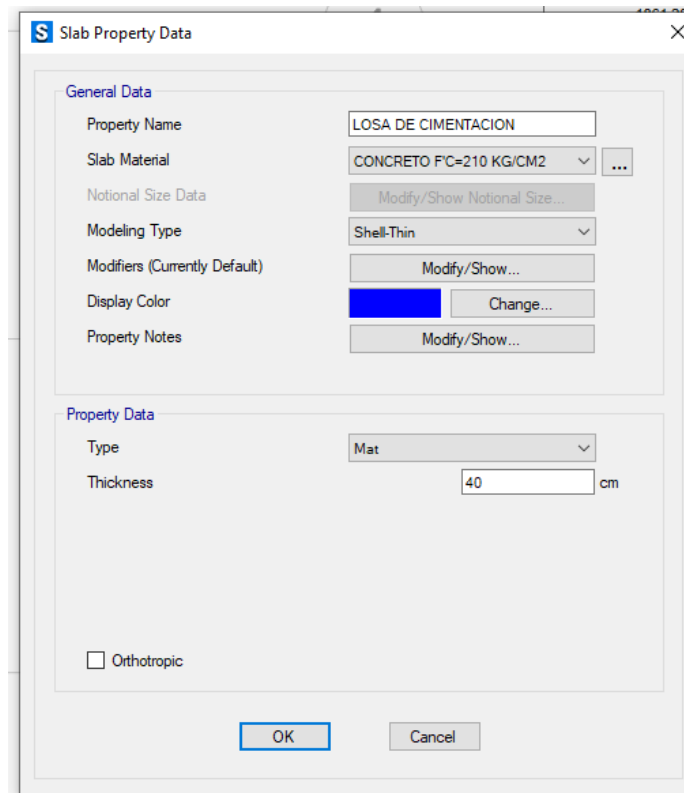 S Slab Property Data
General Data
Property Name LOSA DE CIMENTACION
Slab Material CONCRETO F'C=210 KG/CM2 ...
Notional Size Data Modify/Show Notional Size...
Modeling Type Shell-Thin
Modifiers (Currently Default) Modify/Show...
Display Color Change...
Property Notes Modify/Show...
Property Data
Type Mat
Thickness 40 cm
Orthotropic
OK Cancel